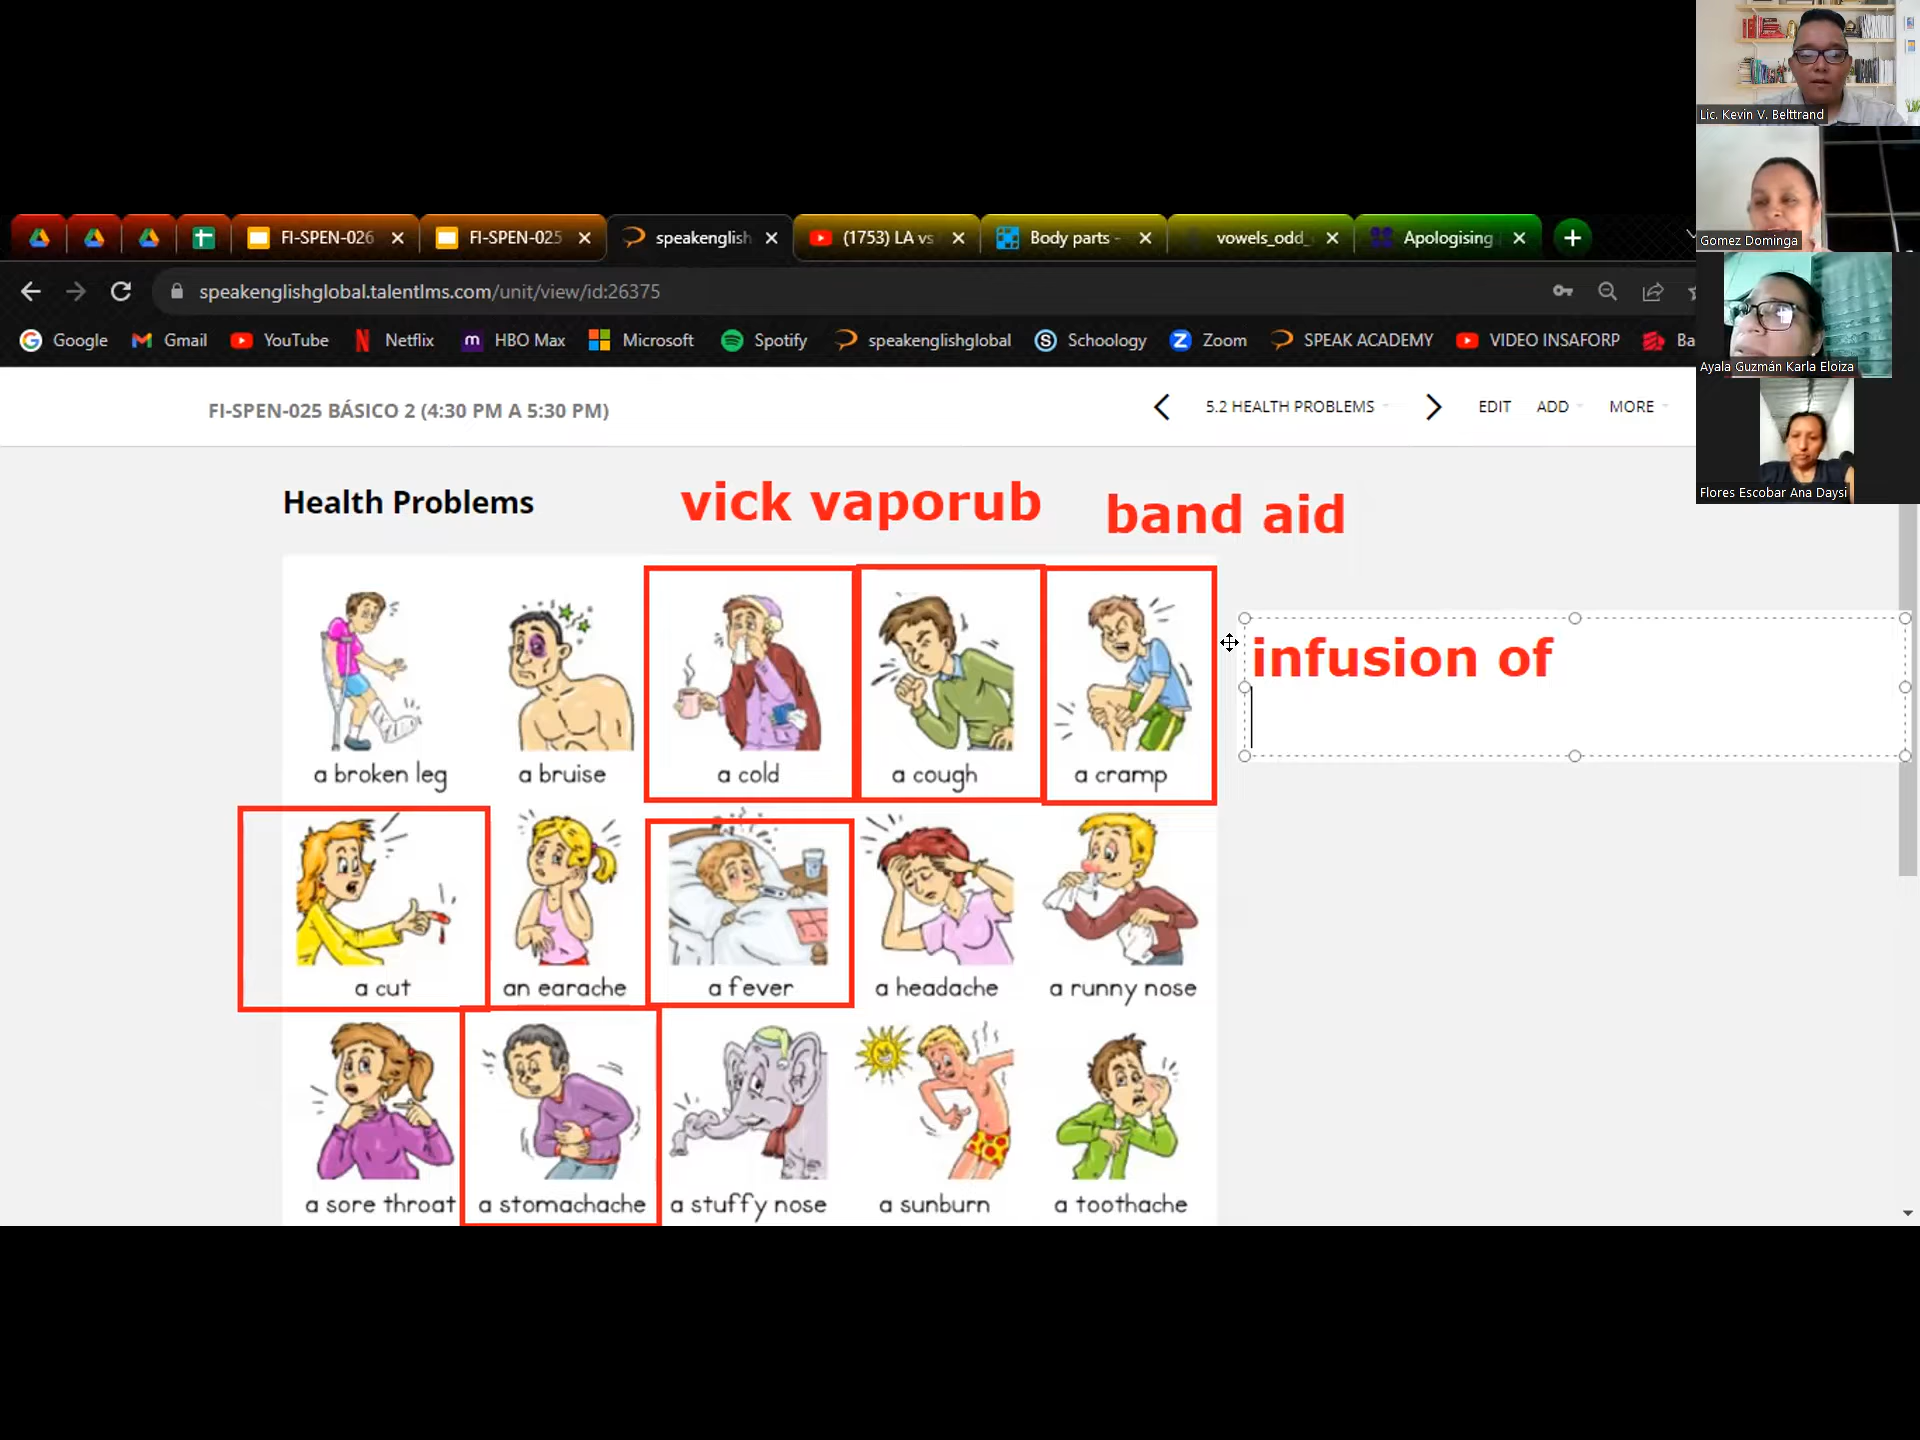 Lic. Kevin V. Belttrand
Gomez Dominga
Ayala Guzmán Karla Eloiza
Flores Escobar Ana Daysi
FI-SPEN-026
FI-SPEN-025
speakenglish
(1753) LA vs
Body parts -
vowels_odd_
Apologising
speakenglishglobal.talentlms.com/unit/view/id:26375
Google Gmail YouTube Netflix HBO Max Microsoft Spotify speakenglishglobal Schoology Zoom SPEAK ACADEMY VIDEO INSAFORP Ba
FI-SPEN-025 BÁSICO 2 (4:30 PM A 5:30 PM)
5.2 HEALTH PROBLEMS EDIT ADD MORE
Health Problems
vick vaporub
band aid
infusion of
a broken leg a bruise a cold a cough a cramp
a cut an earache a fever a headache a runny nose
a sore throat a stomachache a stuffy nose a sunburn a toothache